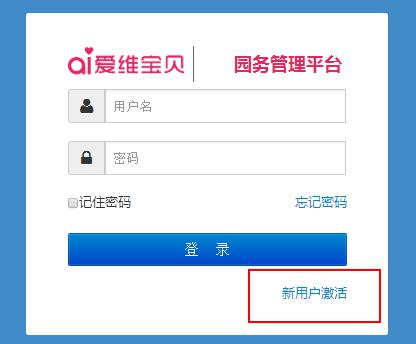 ai爱维宝贝 园务管理平台
用户名
密码
记住密码 忘记密码
登 录
新用户激活